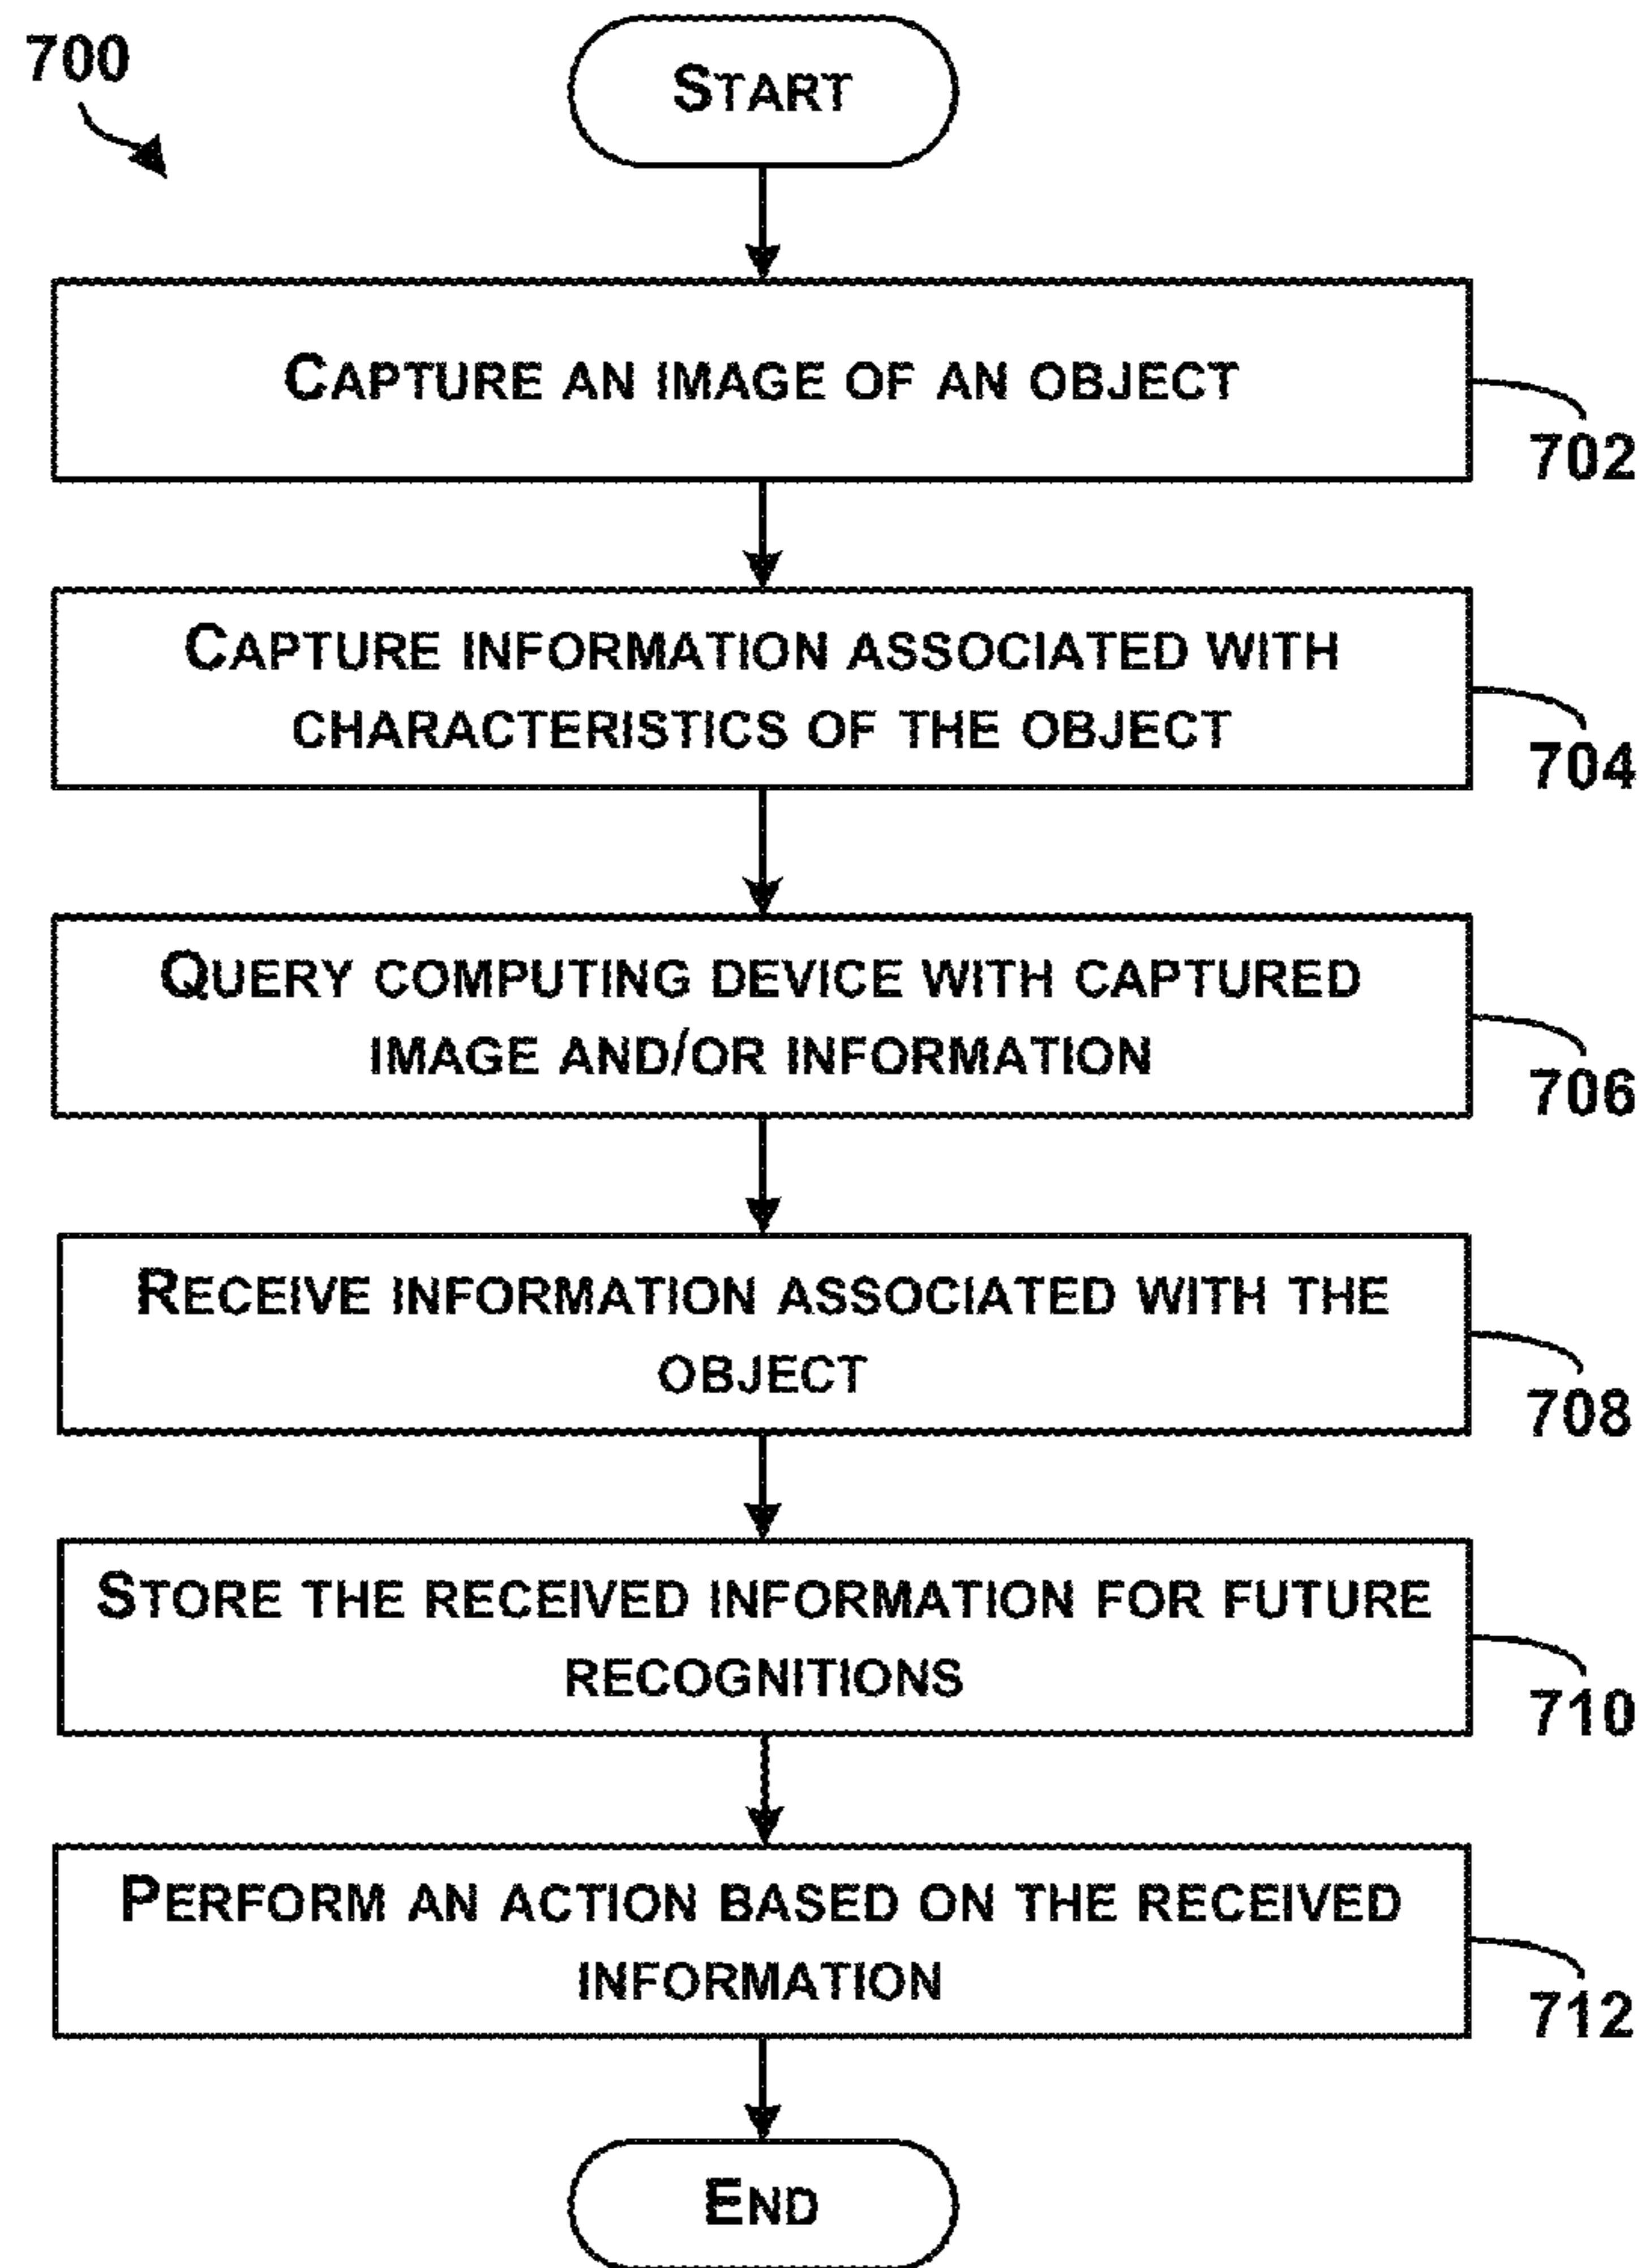 700
START
CAPTURE AN IMAGE OF AN OBJECT
702
CAPTURE INFORMATION ASSOCIATED WITH
CHARACTERISTICS OF THE OBJECT
704
QUERY COMPUTING DEVICE WITH CAPTURED
IMAGE AND/OR INFORMATION
706
RECEIVE INFORMATION ASSOCIATED WITH THE
OBJECT
708
STORE THE RECEIVED INFORMATION FOR FUTURE
RECOGNITIONS
710
PERFORM AN ACTION BASED ON THE RECEIVED
INFORMATION
712
END